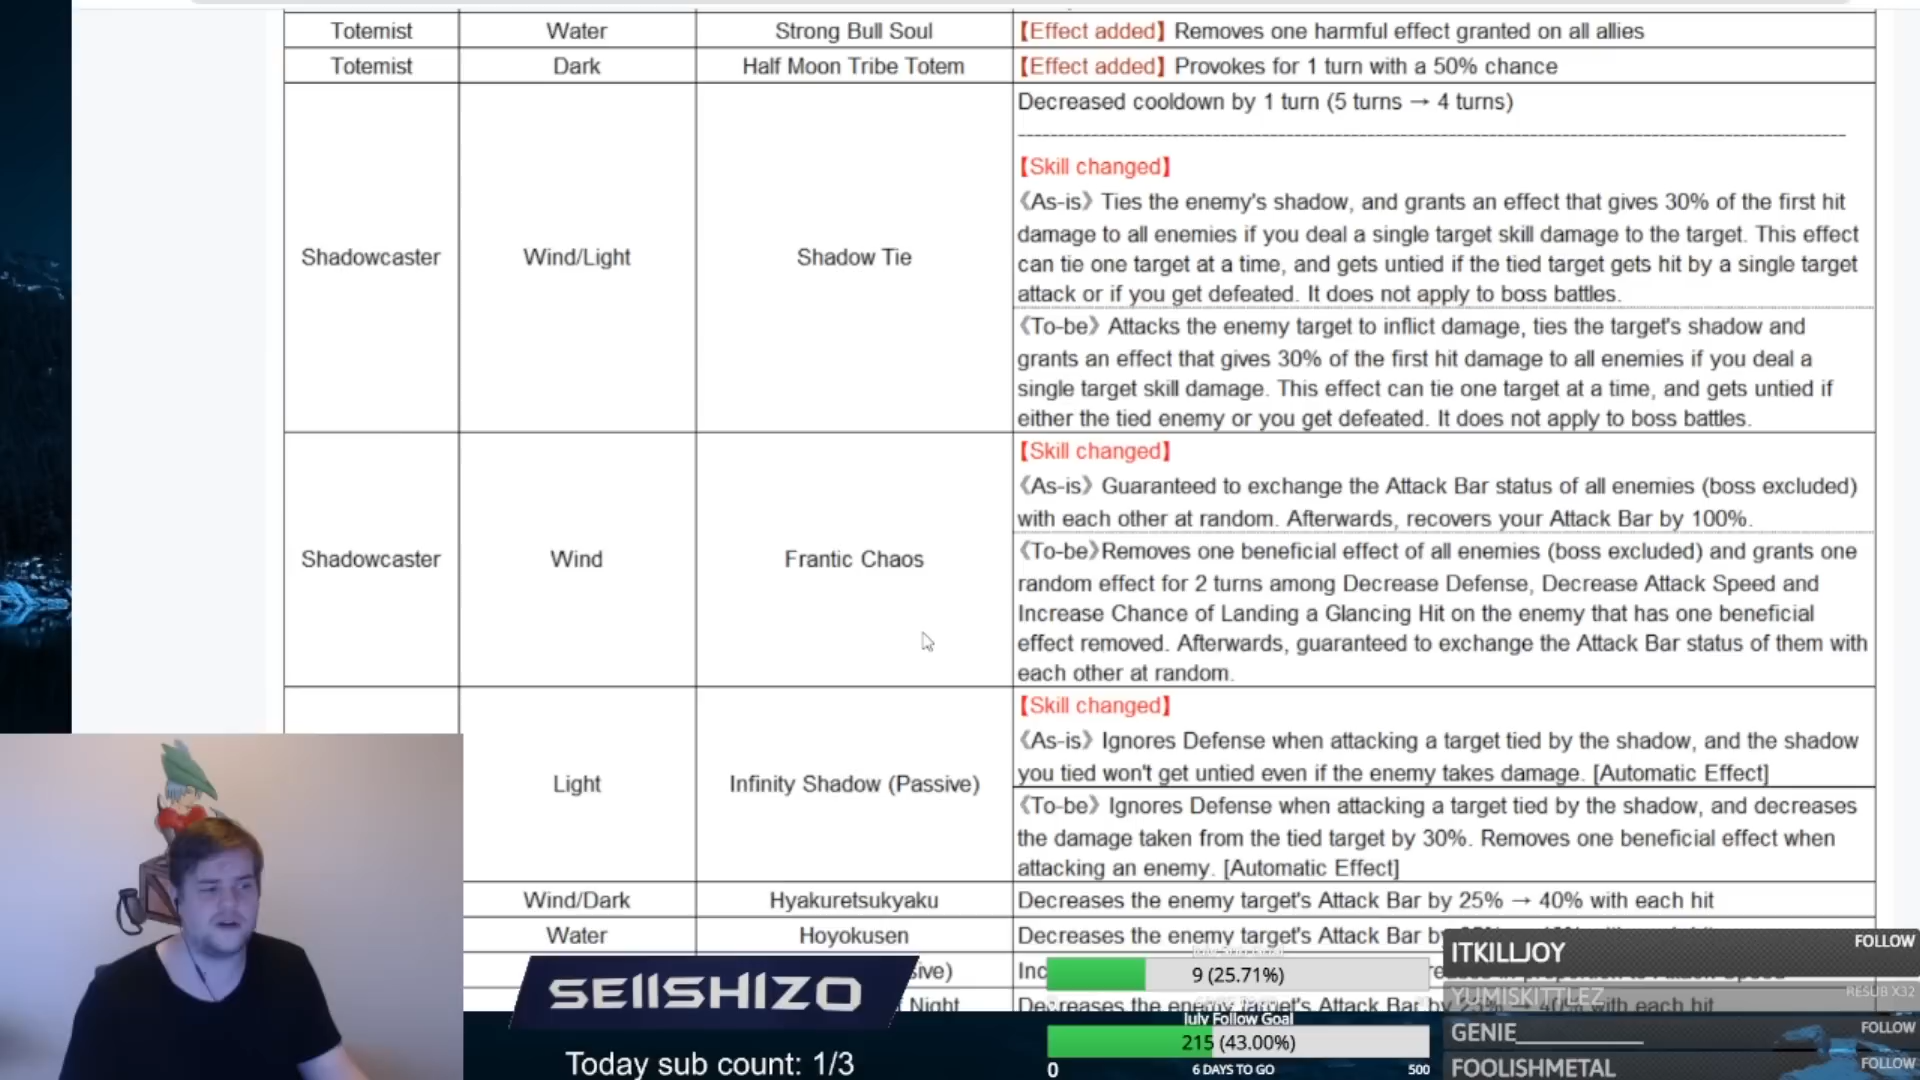 Totemist Water Strong Bull Soul 【Effect added】 Removes one harmful effect granted on all allies
Totemist Dark Half Moon Tribe Totem 【Effect added】 Provokes for 1 turn with a 50% chance
Decreased cooldown by 1 turn (5 turns → 4 turns)
【Skill changed】
《As-is》 Ties the enemy's shadow, and grants an effect that gives 30% of the first hit
damage to all enemies if you deal a single target skill damage to the target. This effect
Shadowcaster Wind/Light Shadow Tie
can tie one target at a time, and gets untied if the tied target gets hit by a single target
attack or if you get defeated. It does not apply to boss battles.
《To-be》 Attacks the enemy target to inflict damage, ties the target's shadow and
grants an effect that gives 30% of the first hit damage to all enemies if you deal a
single target skill damage. This effect can tie one target at a time, and gets untied if
either the tied enemy or you get defeated. It does not apply to boss battles.
【Skill changed】
《As-is》 Guaranteed to exchange the Attack Bar status of all enemies (boss excluded)
with each other at random. Afterwards, recovers your Attack Bar by 100%.
Shadowcaster Wind Frantic Chaos
《To-be》Removes one beneficial effect of all enemies (boss excluded) and grants one
random effect for 2 turns among Decrease Defense, Decrease Attack Speed and
Increase Chance of Landing a Glancing Hit on the enemy that has one beneficial
effect removed. Afterwards, guaranteed to exchange the Attack Bar status of them with
each other at random.
【Skill changed】
《As-is》 Ignores Defense when attacking a target tied by the shadow, and the shadow
you tied won't get untied even if the enemy takes damage. [Automatic Effect]
Light Infinity Shadow (Passive)
《To-be》 Ignores Defense when attacking a target tied by the shadow, and decreases
the damage taken from the tied target by 30%. Removes one beneficial effect when
attacking an enemy. [Automatic Effect]
Wind/Dark Hyakuretsukyaku Decreases the enemy target's Attack Bar by 25% → 40% with each hit
Water Hoyokusen Decreases the enemy target's Attack Bar by
Night Decreases the enemy target's Attack Bar by 25% → 40% with each hit
SEIISHIZO
Today sub count: 1/3
9 (25.71%)
July Follow Goal
215 (43.00%)
0 6 DAYS TO GO 500
ITKILLJOY FOLLOW
YUMISKITTLEZ RESUB X32
GENIE__________ FOLLOW
FOOLISHMETAL FOLLOW